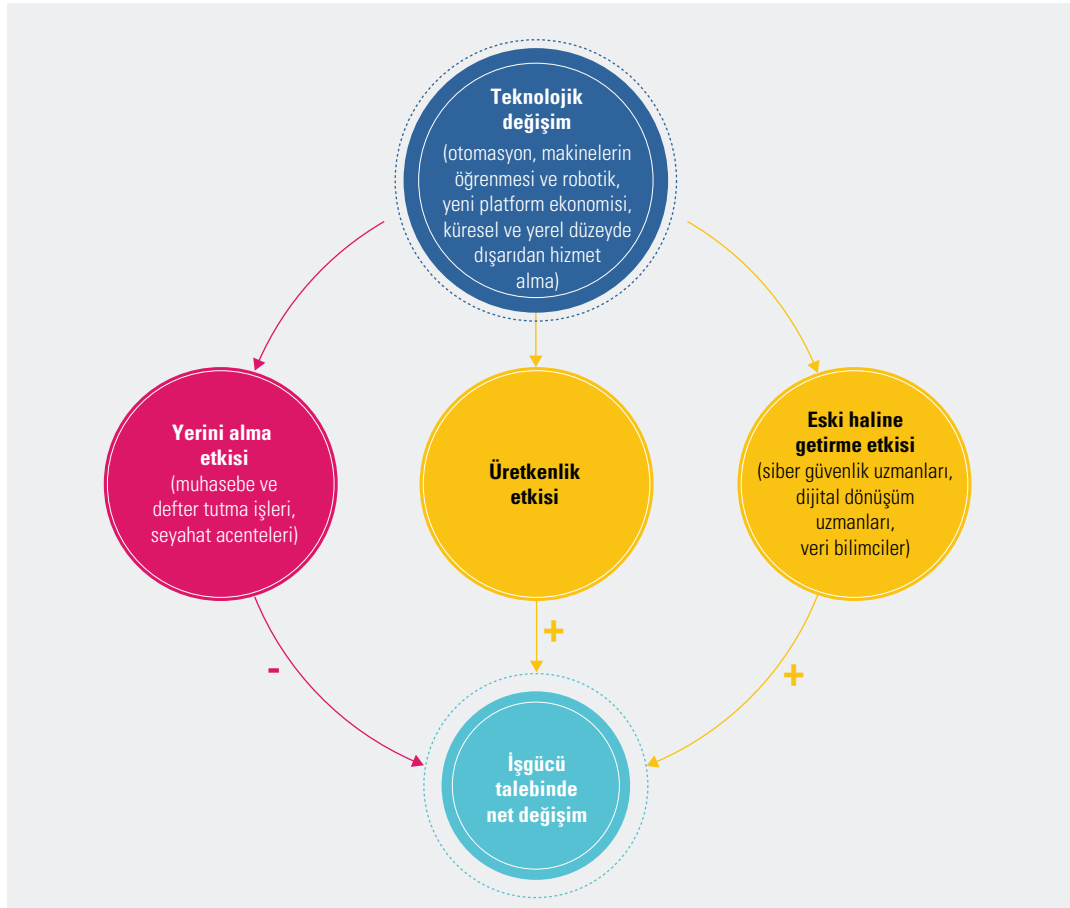 Teknolojik
değişim
(otomasyon, makinelerin
öğrenmesi ve robotik,
yeni platform ekonomisi,
küresel ve yerel düzeyde
dışarıdan hizmet
alma)
Yerini alma
etkisi
(muhasebe ve
defter tutma işleri,
seyahat acenteleri)
Üretkenlik
etkisi
Eski haline
getirme etkisi
(siber güvenlik uzmanları,
dijital dönüşüm
uzmanları,
veri bilimciler)
-
+
+
İşgücü
talebinde
net değişim